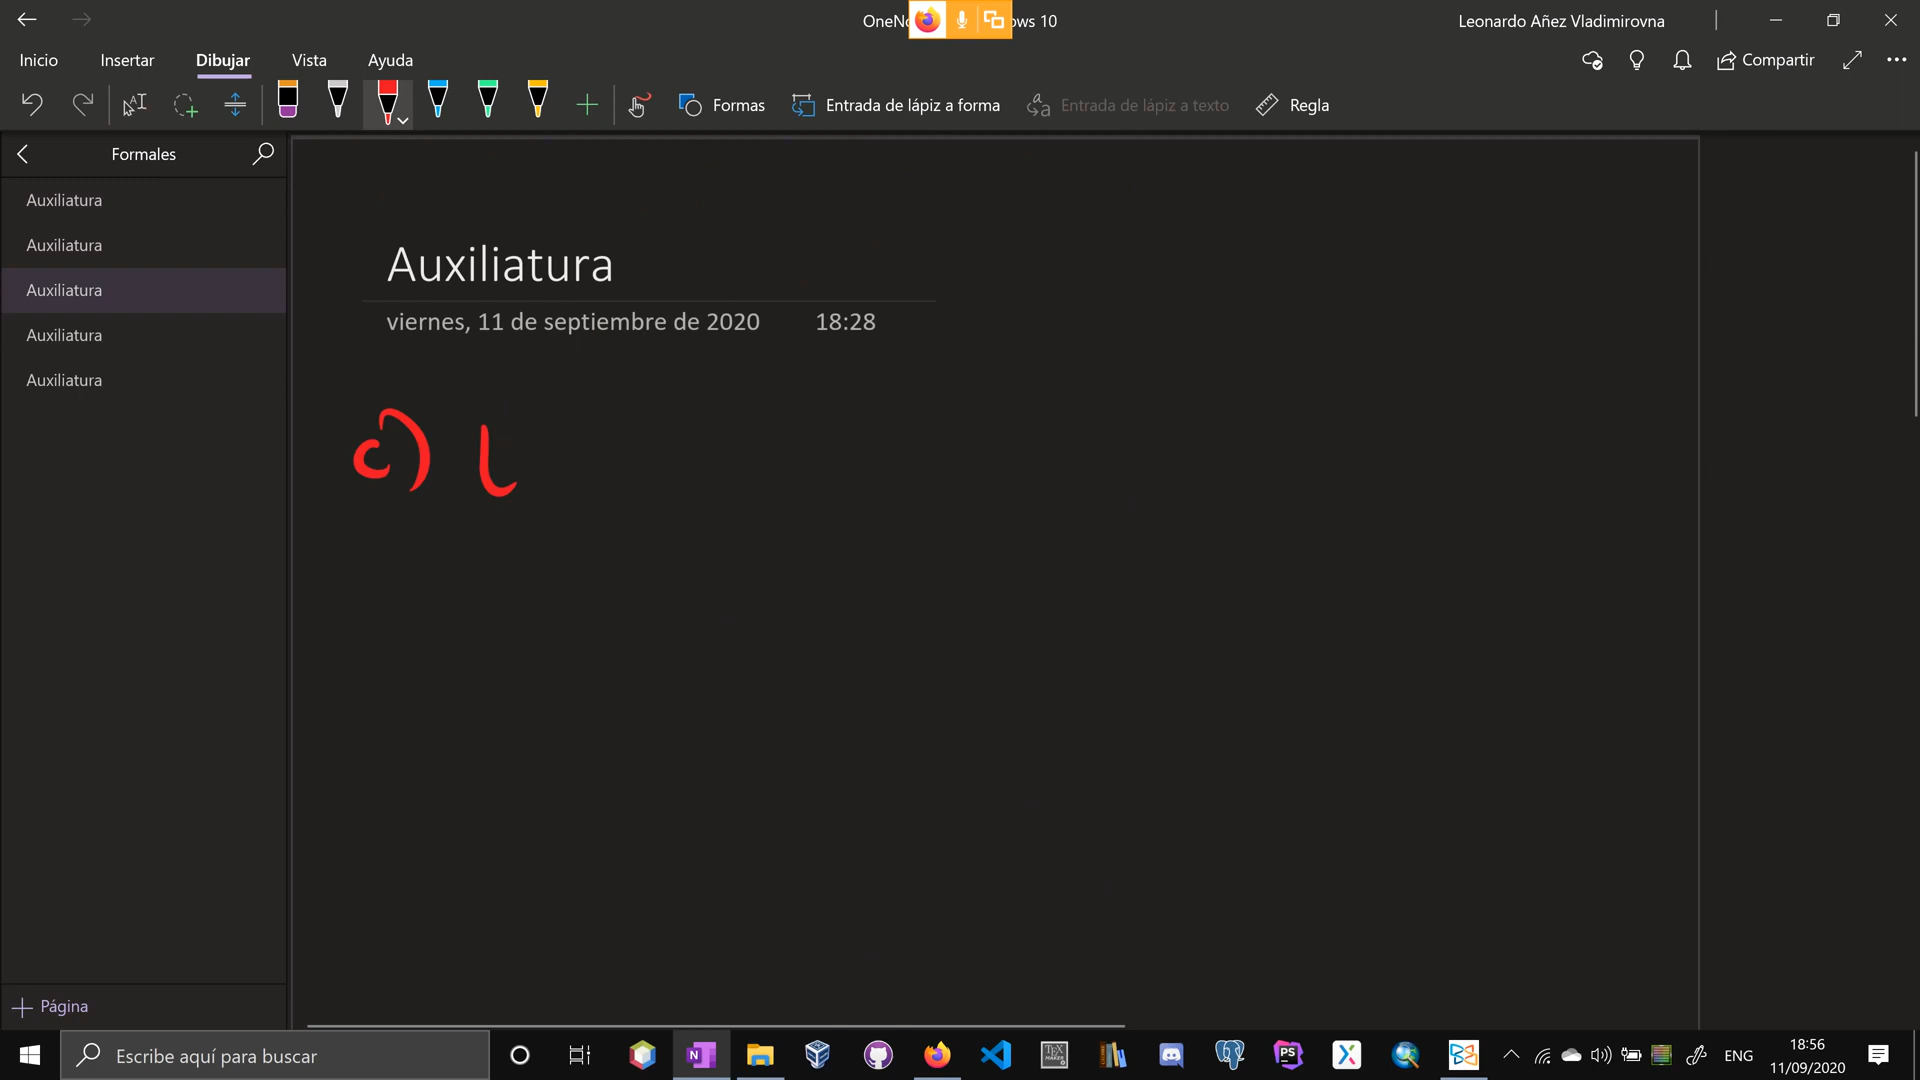 OneNo
ows 10
Leonardo Añez Vladimirovna
Inicio
Insertar
Dibujar
Vista
Ayuda
Compartir
Formas
Entrada de lápiz a forma
Entrada de lápiz a texto
Regla
Formales
Auxiliatura
Auxiliatura
Auxiliatura
Auxiliatura
Auxiliatura
Auxiliatura
viernes, 11 de septiembre de 2020 18:28
c) L
Página
Escribe aquí para buscar
ENG
18:56
11/09/2020